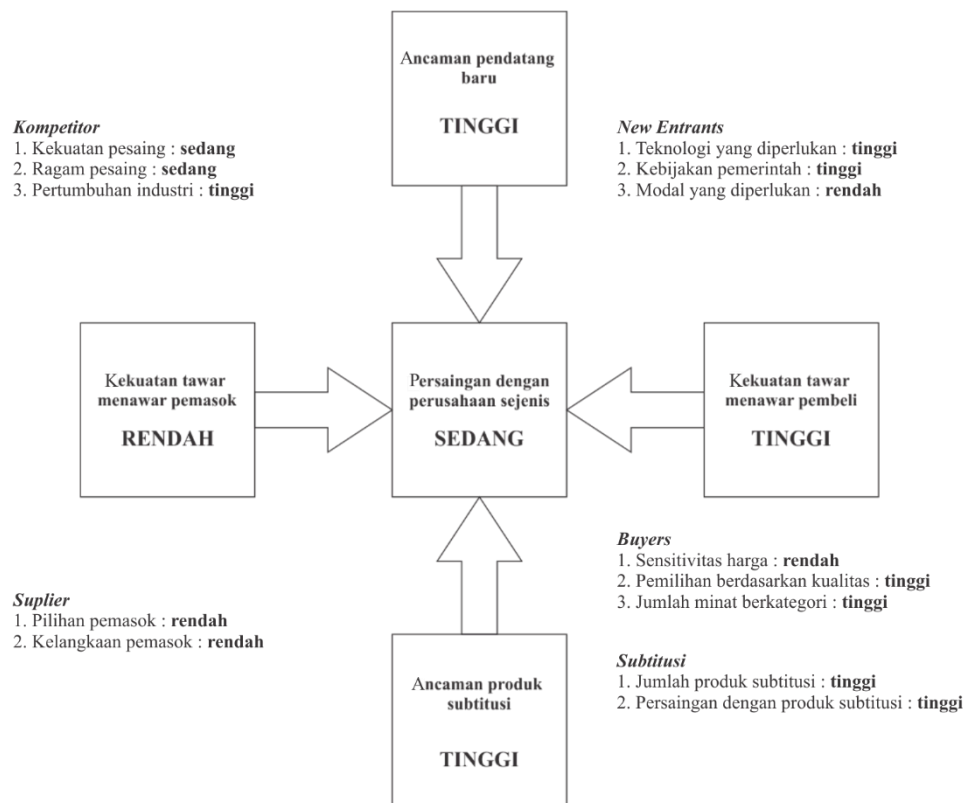 Ancaman pendatang
baru
TINGGI
Kompetitor
1. Kekuatan pesaing : sedang
2. Ragam pesaing : sedang
3. Pertumbuhan industri : tinggi
New Entrants
1. Teknologi yang diperlukan : tinggi
2. Kebijakan pemerintah : tinggi
3. Modal yang diperlukan : rendah
Kekuatan tawar
menawar pemasok
RENDAH
Persaingan dengan
perusahaan sejenis
SEDANG
Kekuatan tawar
menawar pembeli
TINGGI
Suplier
1. Pilihan pemasok : rendah
2. Kelangkaan pemasok : rendah
Buyers
1. Sensitivitas harga : rendah
2. Pemilihan berdasarkan kualitas : tinggi
3. Jumlah minat berkategori : tinggi
Ancaman produk
subtitusi
TINGGI
Subtitusi
1. Jumlah produk subtitusi : tinggi
2. Persaingan dengan produk subtitusi : tinggi